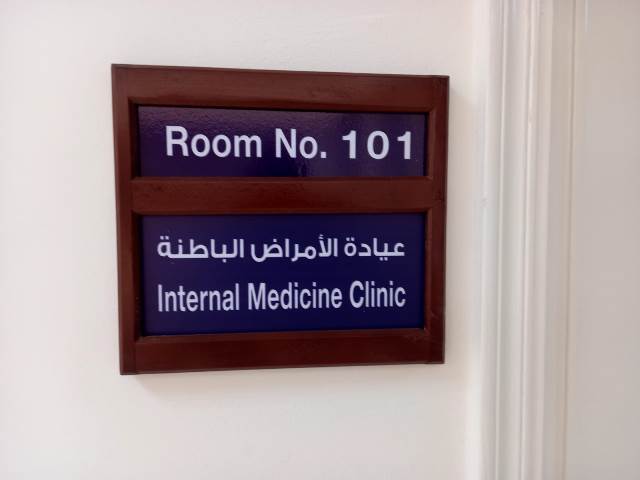 Room No. 101
عيادة الأمراض الباطنة
Internal Medicine Clinic